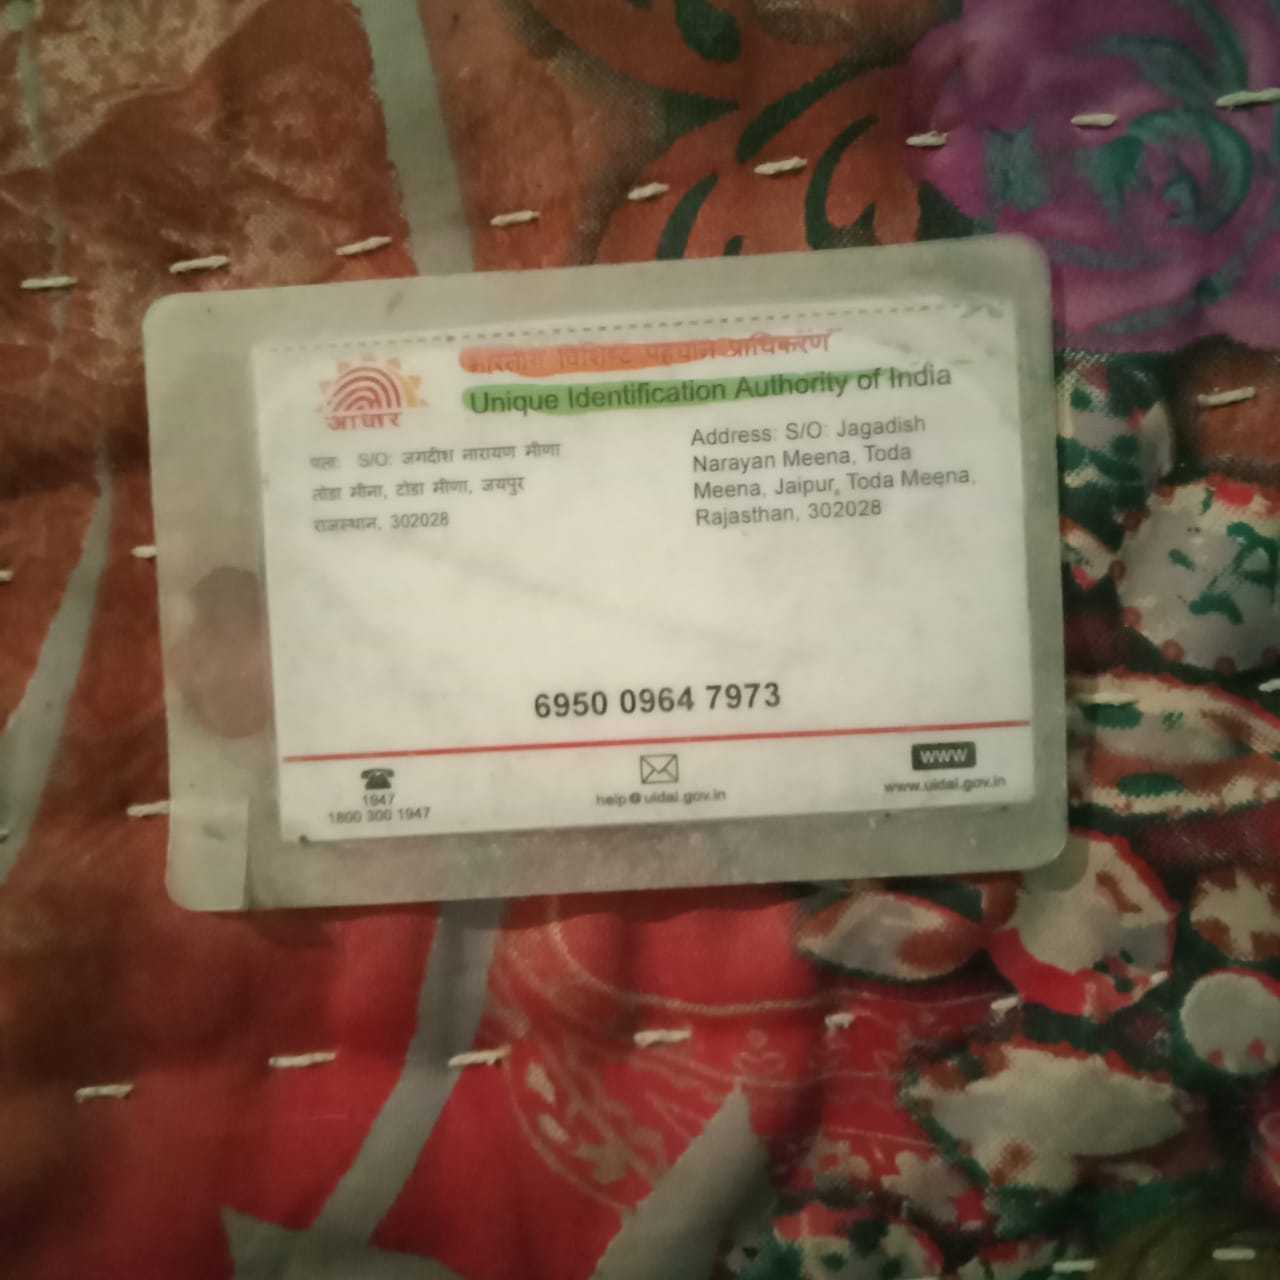 आधार
भारतीय विशिष्ट पहचान प्राधिकरण
Unique Identification Authority of India
पता: S/O: जगदीश नारायण मीणा
तोडा मीना, टोडा मीणा, जयपुर
राजस्थान, 302028
Address: S/O: Jagadish
Narayan Meena, Toda
Meena, Jaipur, Toda Meena,
Rajasthan, 302028
6950 0964 7973
1947
1800 300 1947
help@uidai.gov.in
www
www.uidai.gov.in